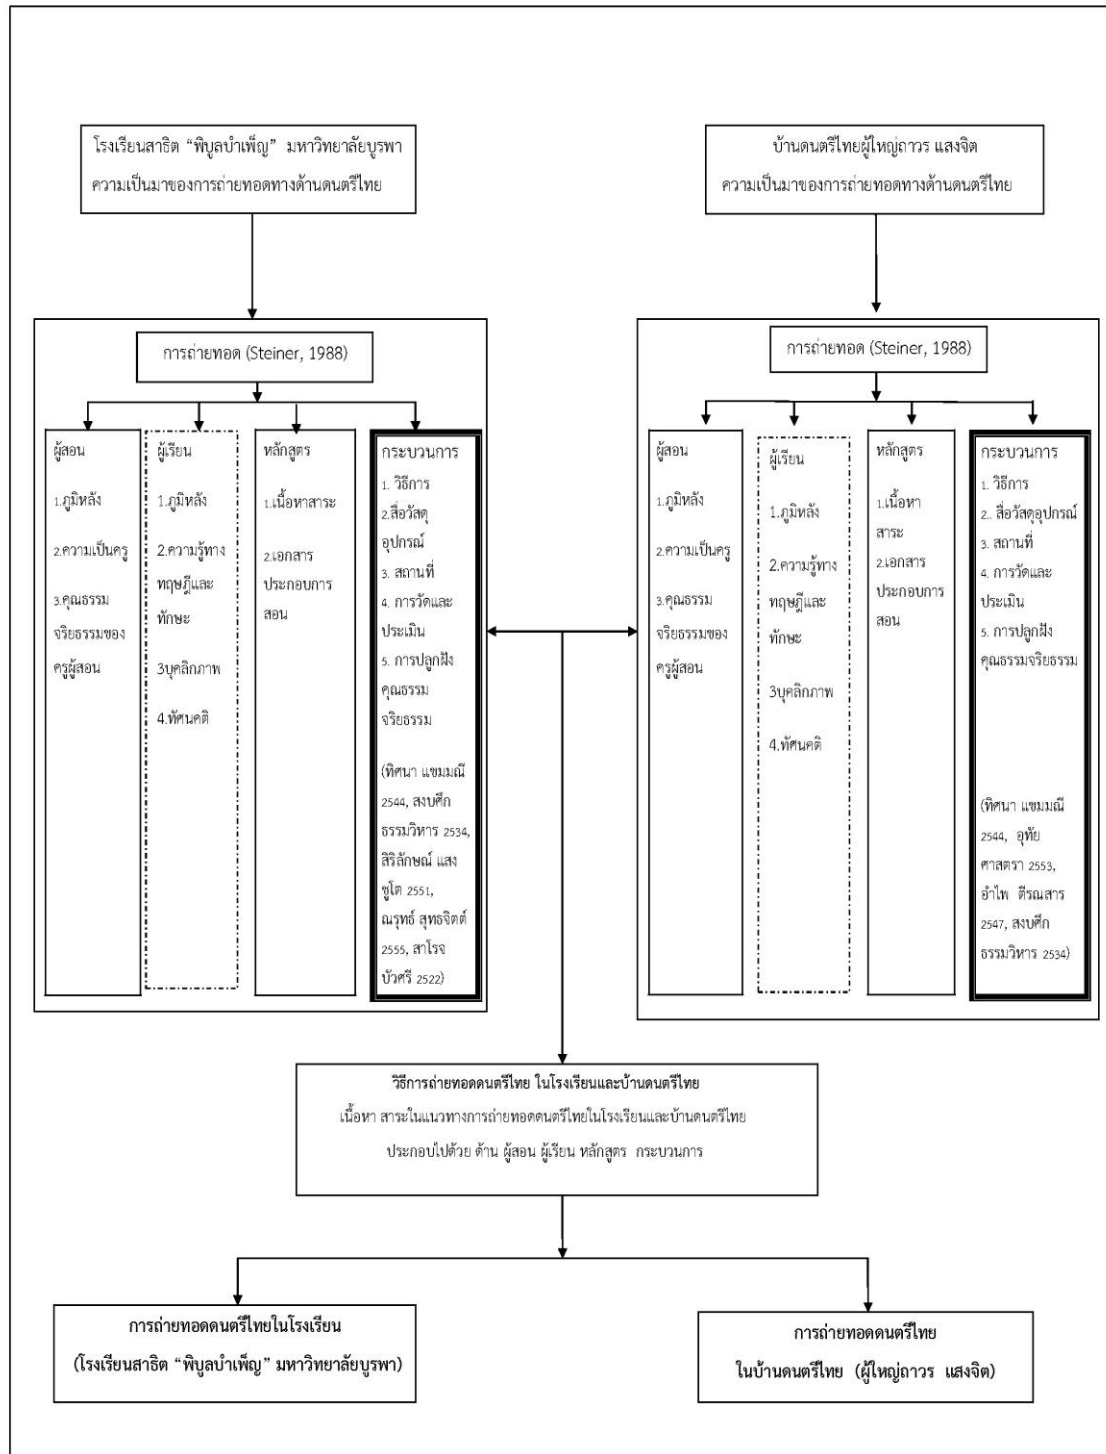 โรงเรียนสาธิต “พิบูลบำเพ็ญ” มหาวิทยาลัยบูรพา
ความเป็นมาของการถ่ายทอดทางด้านดนตรีไทย
บ้านดนตรีไทยผู้ใหญ่ถาวร แสงจิต
ความเป็นมาของการถ่ายทอดทางด้านดนตรีไทย
การถ่ายทอด (Steiner, 1988)
ผู้สอน
1.ภูมิหลัง
2.ความเป็นครู
3.คุณธรรม
จริยธรรมของ
ครูผู้สอน
ผู้เรียน
1.ภูมิหลัง
2.ความรู้ทาง
ทฤษฎีและ
ทักษะ
3บุคลิกภาพ
4.ทัศนคติ
หลักสูตร
1.เนื้อหาสาระ
2.เอกสาร
ประกอบการ
สอน
กระบวนการ
1. วิธีการ
2.สื่อวัสดุ
อุปกรณ์
3. สถานที่
4. การวัดและ
ประเมิน
5. การปลูกฝัง
คุณธรรม
จริยธรรม
(ทิศนา แขมมณี
2544, สงบศึก
ธรรมวิหาร 2534,
สิริลักษณ์ แสง
ชูโต 2551,
ณรุทธ์ สุทธจิตต์
2555, สาโรจ
บัวศรี 2522)
การถ่ายทอด (Steiner, 1988)
ผู้สอน
1.ภูมิหลัง
2.ความเป็นครู
3.คุณธรรม
จริยธรรมของ
ครูผู้สอน
ผู้เรียน
1.ภูมิหลัง
2.ความรู้ทาง
ทฤษฎีและ
ทักษะ
3บุคลิกภาพ
4.ทัศนคติ
หลักสูตร
1.เนื้อหา
สาระ
2.เอกสาร
ประกอบการ
สอน
กระบวนการ
1. วิธีการ
2.. สื่อวัสดุอุปกรณ์
3. สถานที่
4. การวัดและ
ประเมิน
5. การปลูกฝัง
คุณธรรมจริยธรรม
(ทิศนา แขมมณี
2544, อุทัย
ศาสตรา 2553,
อำไพ ตีรณสาร
2547, สงบศึก
ธรรมวิหาร 2534)
วิธีการถ่ายทอดดนตรีไทย ในโรงเรียนและบ้านดนตรีไทย
เนื้อหา สาระในแนวทางการถ่ายทอดดนตรีไทยในโรงเรียนและบ้านดนตรีไทย
ประกอบไปด้วย ด้าน ผู้สอน ผู้เรียน หลักสูตร กระบวนการ
การถ่ายทอดดนตรีไทยในโรงเรียน
(โรงเรียนสาธิต “พิบูลบำเพ็ญ” มหาวิทยาลัยบูรพา)
การถ่ายทอดดนตรีไทย
ในบ้านดนตรีไทย (ผู้ใหญ่ถาวร แสงจิต)